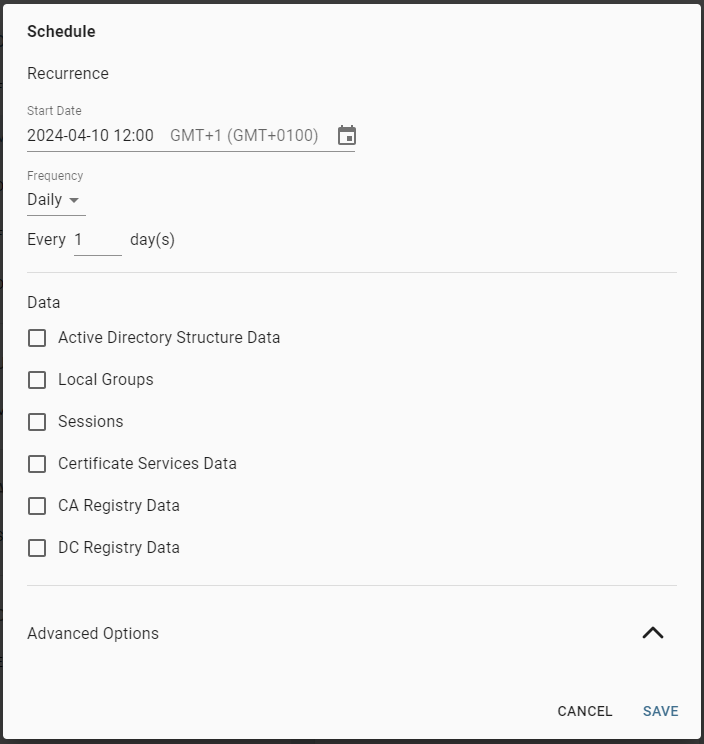 Schedule
Recurrence
Start Date
2024-04-10 12:00 GMT+1 (GMT+0100)
Frequency
Daily
Every 1 day(s)
Data
Active Directory Structure Data
Local Groups
Sessions
Certificate Services Data
CA Registry Data
DC Registry Data
Advanced Options
CANCEL SAVE